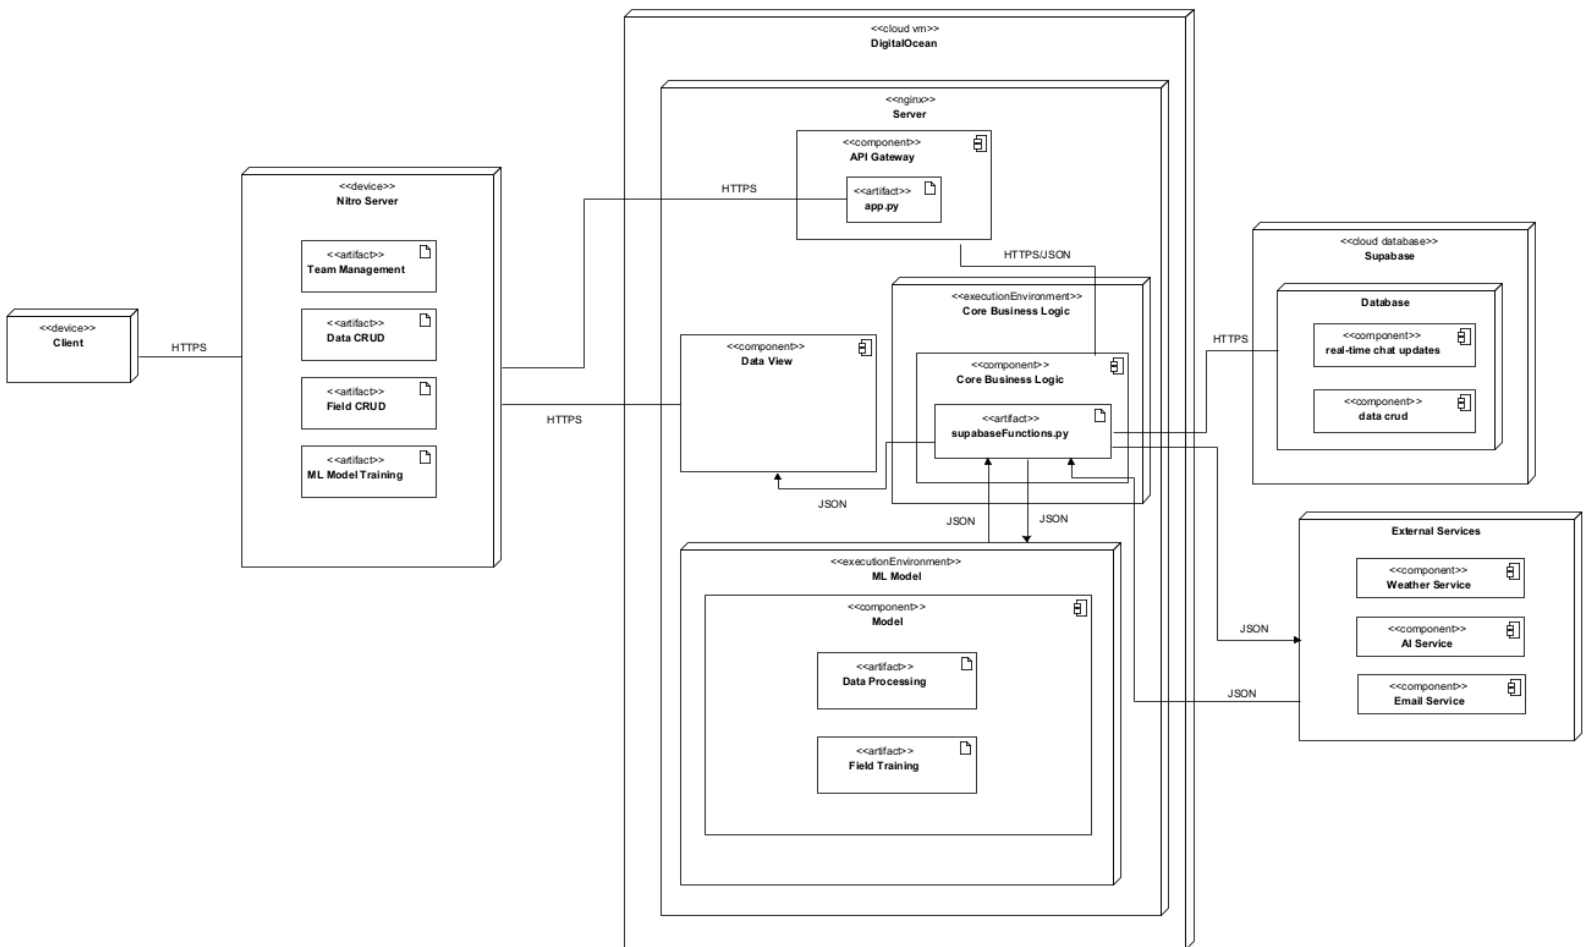 <<cloud vm>>
DigitalOcean
<<nginx>>
Server
<<component>>
API Gateway
<<artifact>>
app.py
HTTPS
HTTPS/JSON
<<device>>
Client
HTTPS
<<device>>
Nitro Server
<<artifact>>
Team Management
<<artifact>>
Data CRUD
<<artifact>>
Field CRUD
<<artifact>>
ML Model Training
HTTPS
<<component>>
Data View
<<executionEnvironment>>
Core Business Logic
<<component>>
Core Business Logic
<<artifact>>
supabaseFunctions.py
JSON
JSON
JSON
<<executionEnvironment>>
ML Model
<<component>>
Model
<<artifact>>
Data Processing
<<artifact>>
Field Training
HTTPS
<<cloud database>>
Supabase
Database
<<component>>
real-time chat updates
<<component>>
data crud
JSON
JSON
External Services
<<component>>
Weather Service
<<component>>
AI Service
<<component>>
Email Service